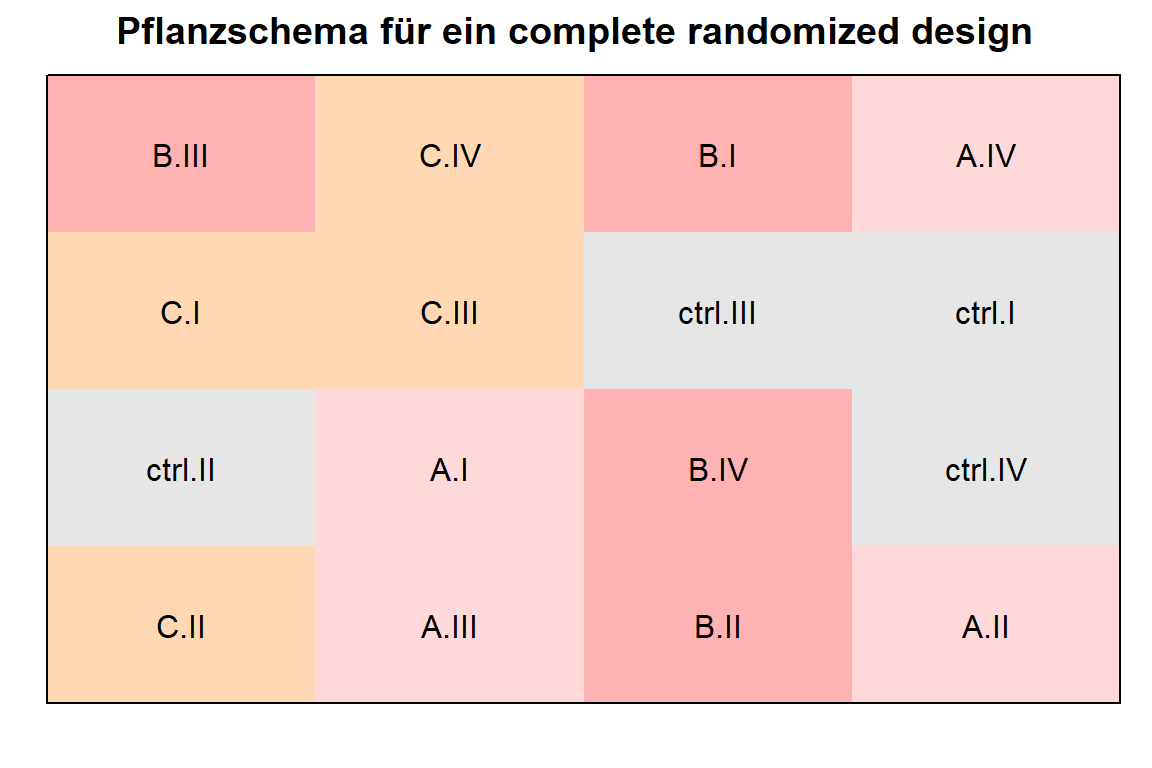 Pflanzschema für ein complete randomized design
B.III C.IV B.I A.IV
C.I C.III ctrl.III ctrl.I
ctrl.II A.I B.IV ctrl.IV
C.II A.III B.II A.II